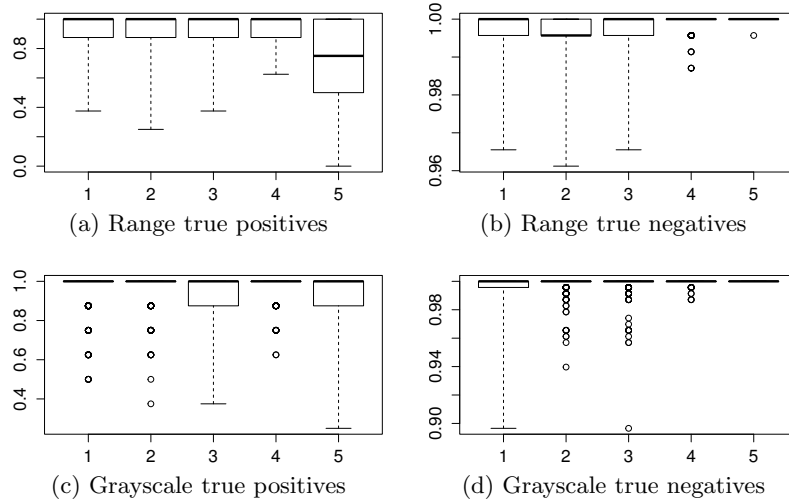 0.0 0.4 0.8
1 2 3 4 5
(a) Range true positives
0.96 0.98 1.00
1 2 3 4 5
(b) Range true negatives
0.4 0.6 0.8 1.0
1 2 3 4 5
(c) Grayscale true positives
0.90 0.94 0.98
1 2 3 4 5
(d) Grayscale true negatives